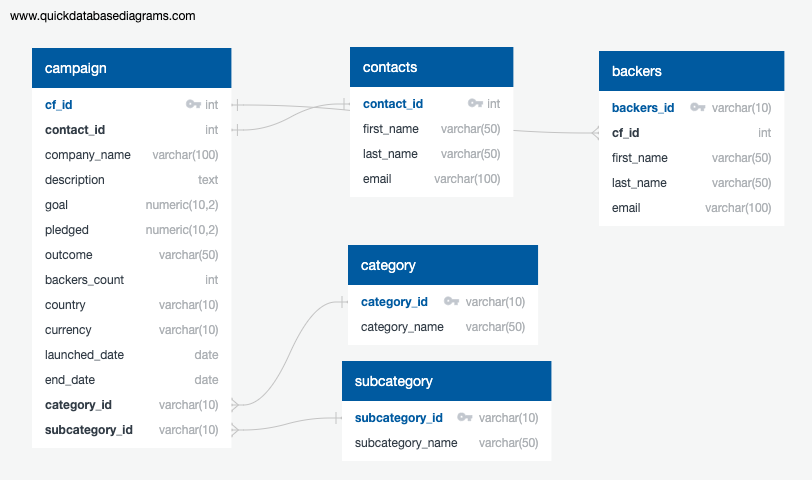 www.quickdatabasediagrams.com
campaign
cf_id int
contact_id int
company_name varchar(100)
description text
goal numeric(10,2)
pledged numeric(10,2)
outcome varchar(50)
backers_count int
country varchar(10)
currency varchar(10)
launched_date date
end_date date
category_id varchar(10)
subcategory_id varchar(10)
contacts
contact_id int
first_name varchar(50)
last_name varchar(50)
email varchar(100)
backers
backers_id varchar(10)
cf_id int
first_name varchar(50)
last_name varchar(50)
email varchar(100)
category
category_id varchar(10)
category_name varchar(50)
subcategory
subcategory_id varchar(10)
subcategory_name varchar(50)